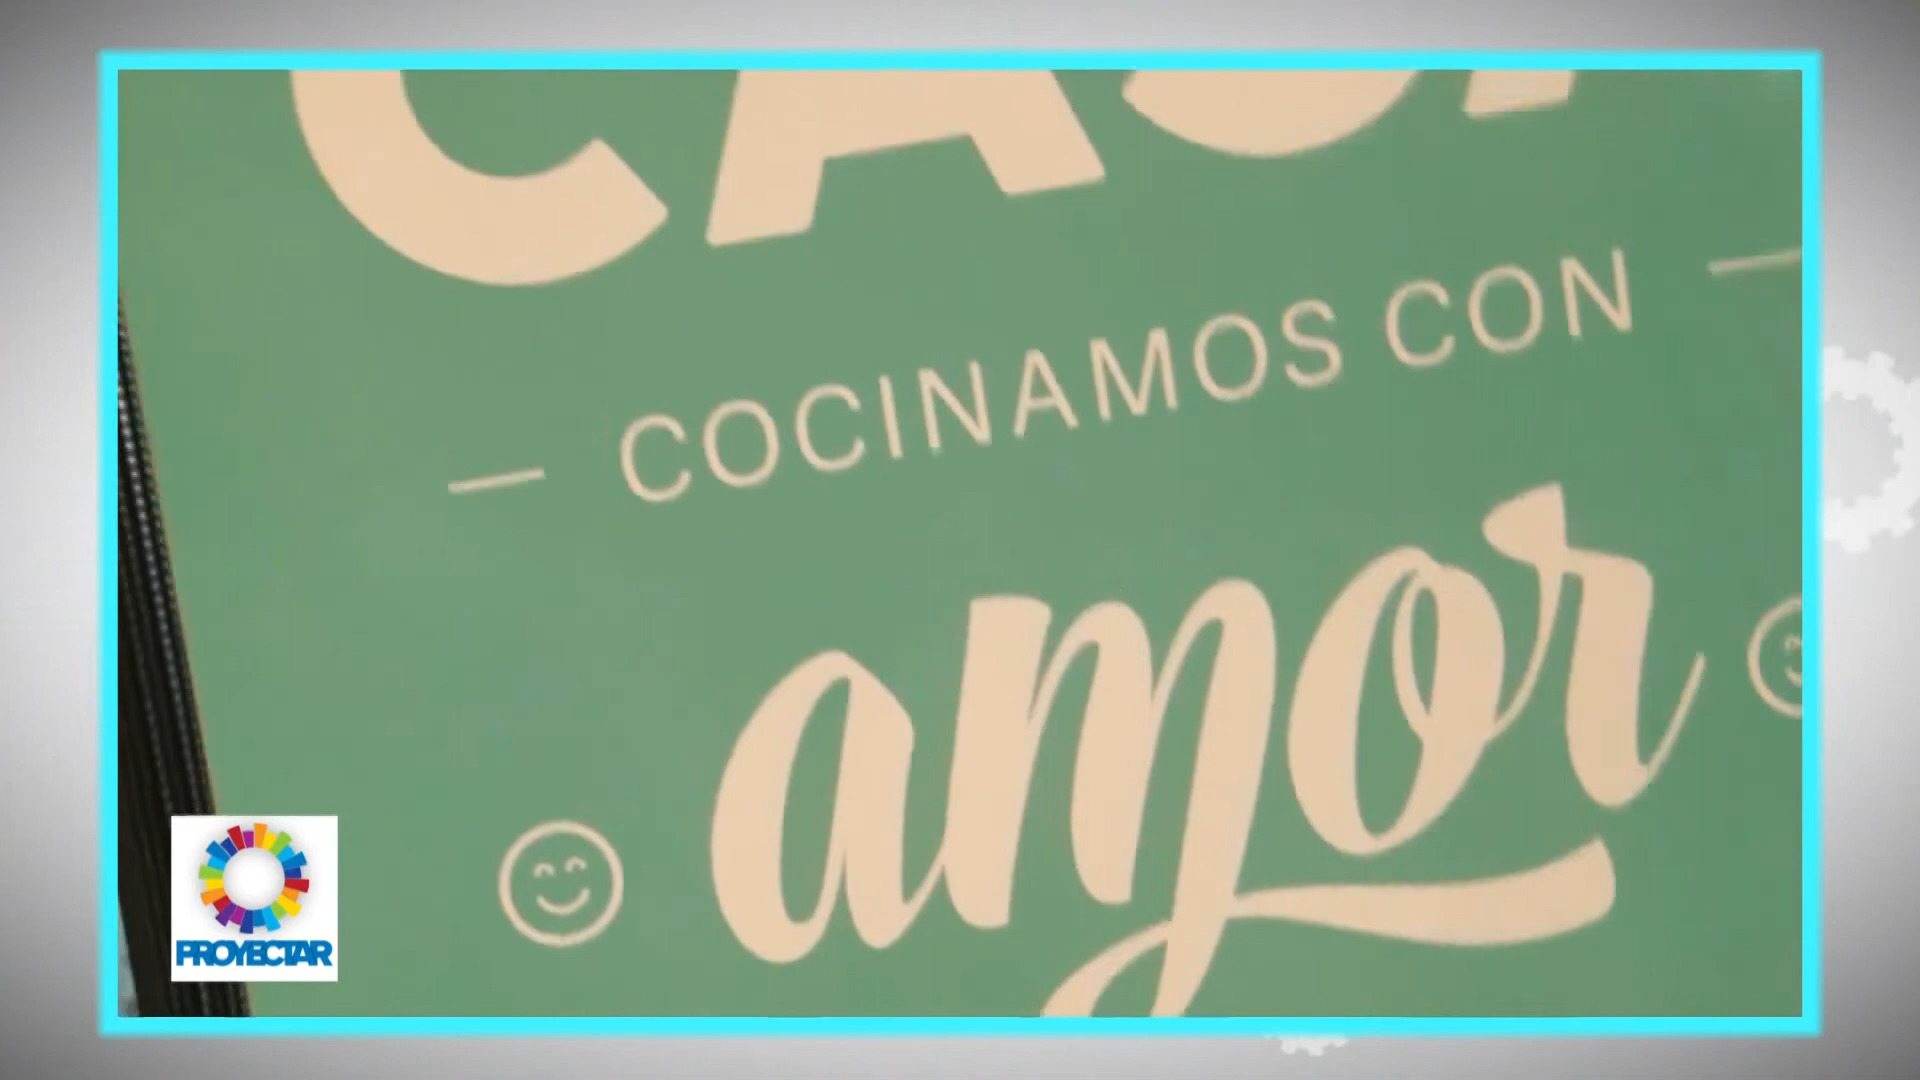 — COCINAMOS CON —
amor
PROYECTAR